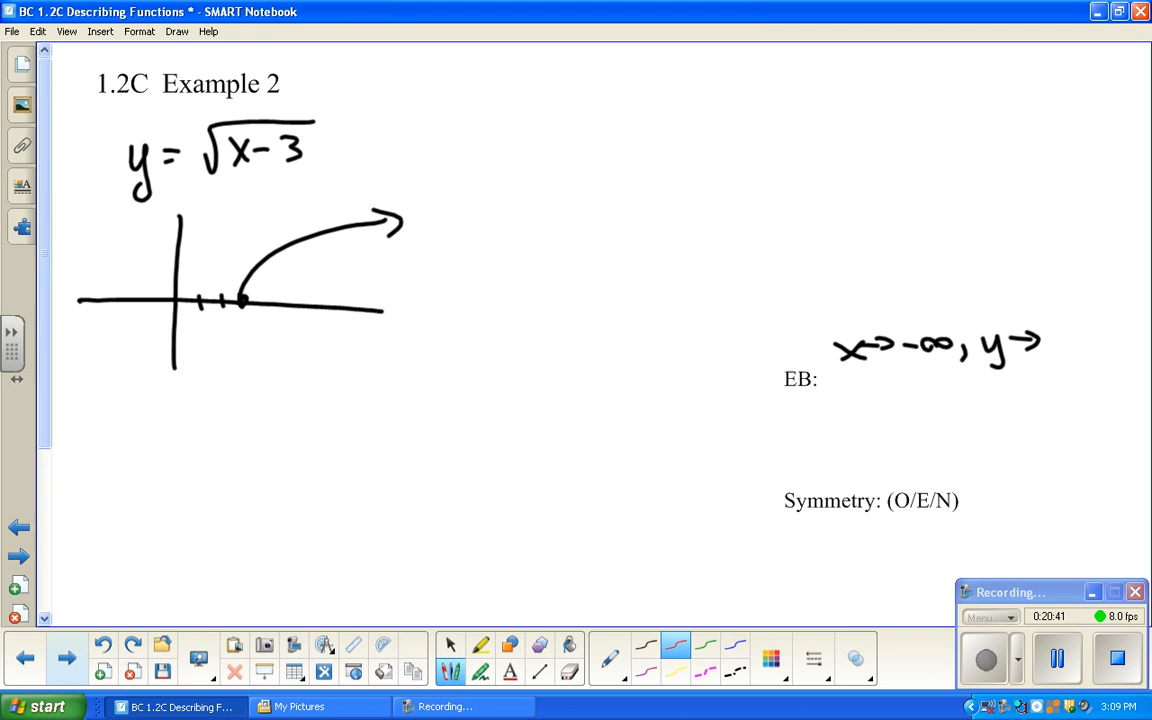 BC 1.2C Describing Functions * - SMART Notebook
File Edit View Insert Format Draw Help
1.2C Example 2
y = √x-3
x→-∞, y→
EB:
Symmetry: (O/E/N)
Recording...
Menu
0:20:41
8.0 fps
start
BC 1.2C Describing F...
My Pictures
Recording...
3:09 PM